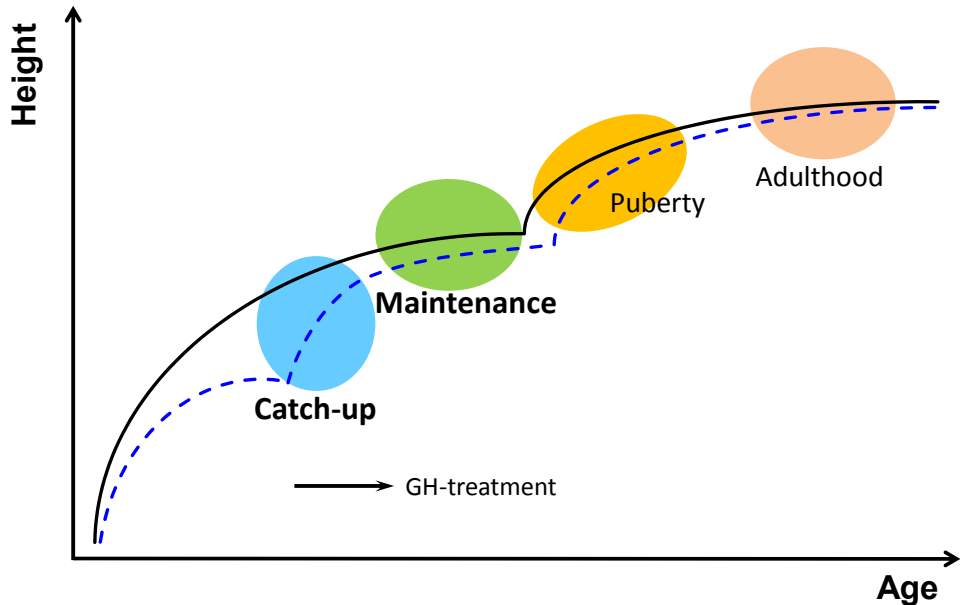 Height
Adulthood
Puberty
Maintenance
Catch-up
GH-treatment
Age